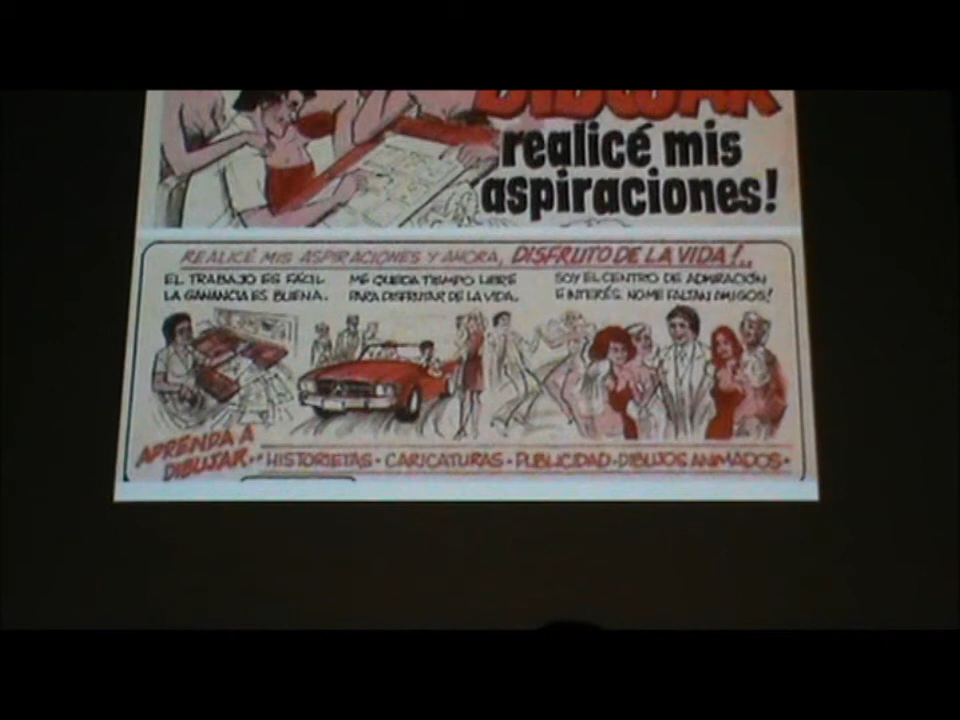 DIBUJAR
realicé mis
aspiraciones!
REALICÉ MIS ASPIRACIONES Y AHORA, DISFRUTO DE LA VIDA!..
EL TRABAJO ES FÁCIL
LA GANANCIA ES BUENA.
ME QUEDA TIEMPO LIBRE
PARA DISFRUTAR DE LA VIDA.
SOY EL CENTRO DE ADMIRACIÓN
E INTERÉS. NO ME FALTAN AMIGOS!
APRENDA A
DIBUJAR.. HISTORIETAS · CARICATURAS · PUBLICIDAD · DIBUJOS ANIMADOS ·